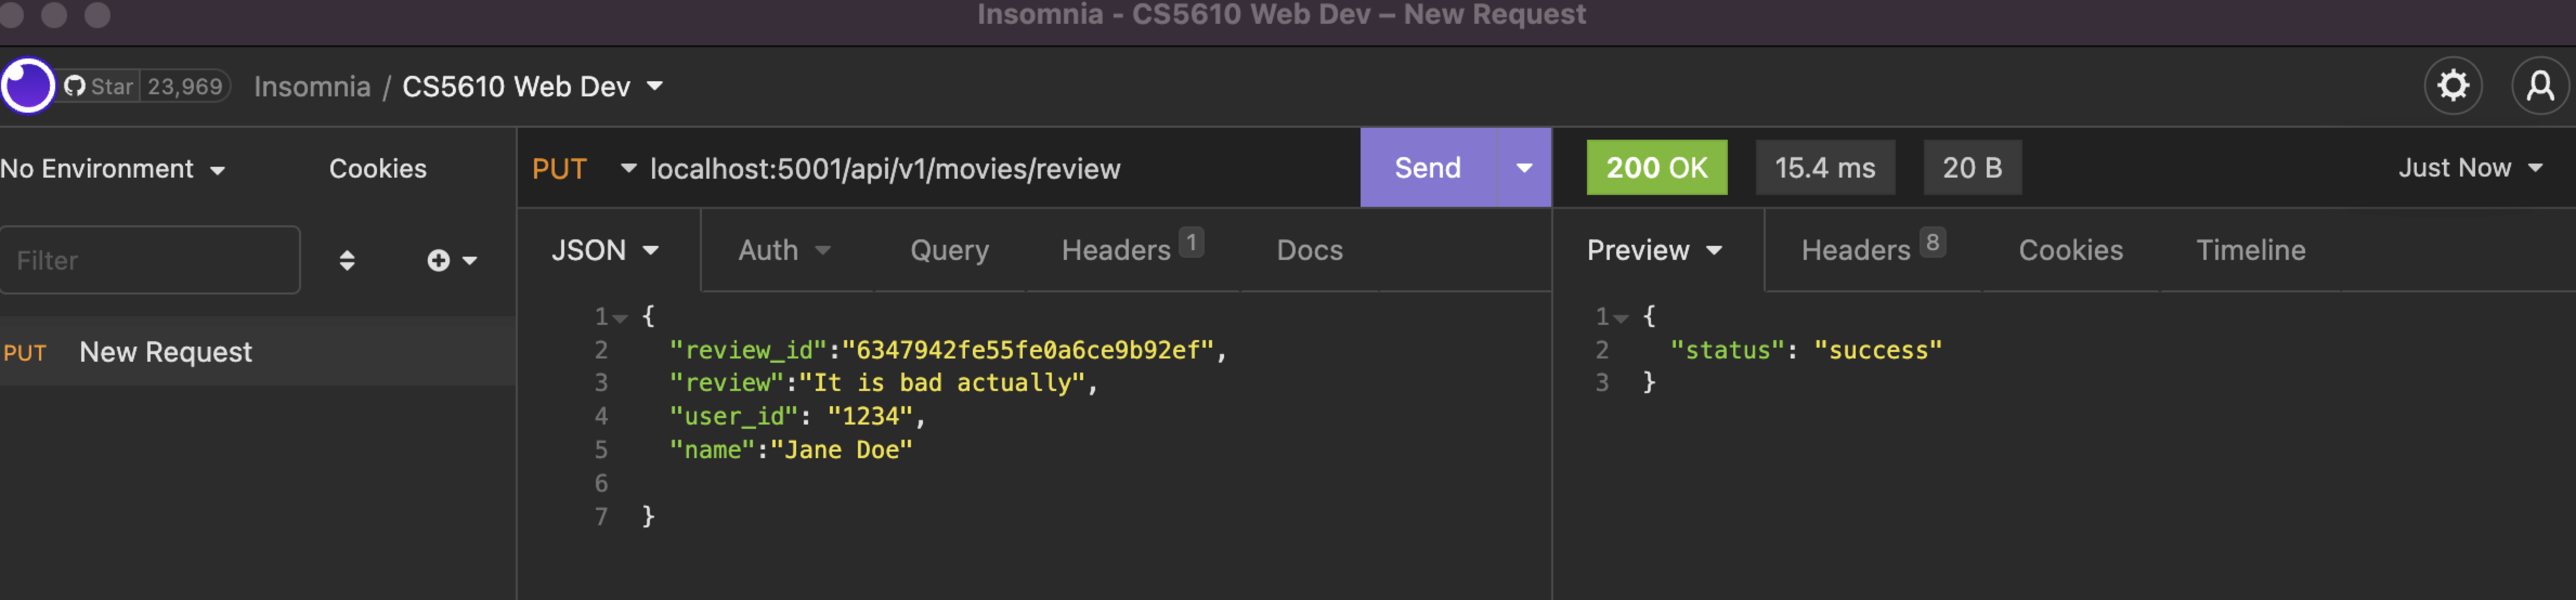 Insomnia - CS5610 Web Dev – New Request
Star 23,969 Insomnia / CS5610 Web Dev
No Environment Cookies
Filter
PUT New Request
PUT localhost:5001/api/v1/movies/review Send
JSON Auth Query Headers 1 Docs
1 {
2 "review_id":"6347942fe55fe0a6ce9b92ef",
3 "review":"It is bad actually",
4 "user_id": "1234",
5 "name":"Jane Doe"
6
7 }
200 OK 15.4 ms 20 B Just Now
Preview Headers 8 Cookies Timeline
1 {
2 "status": "success"
3 }